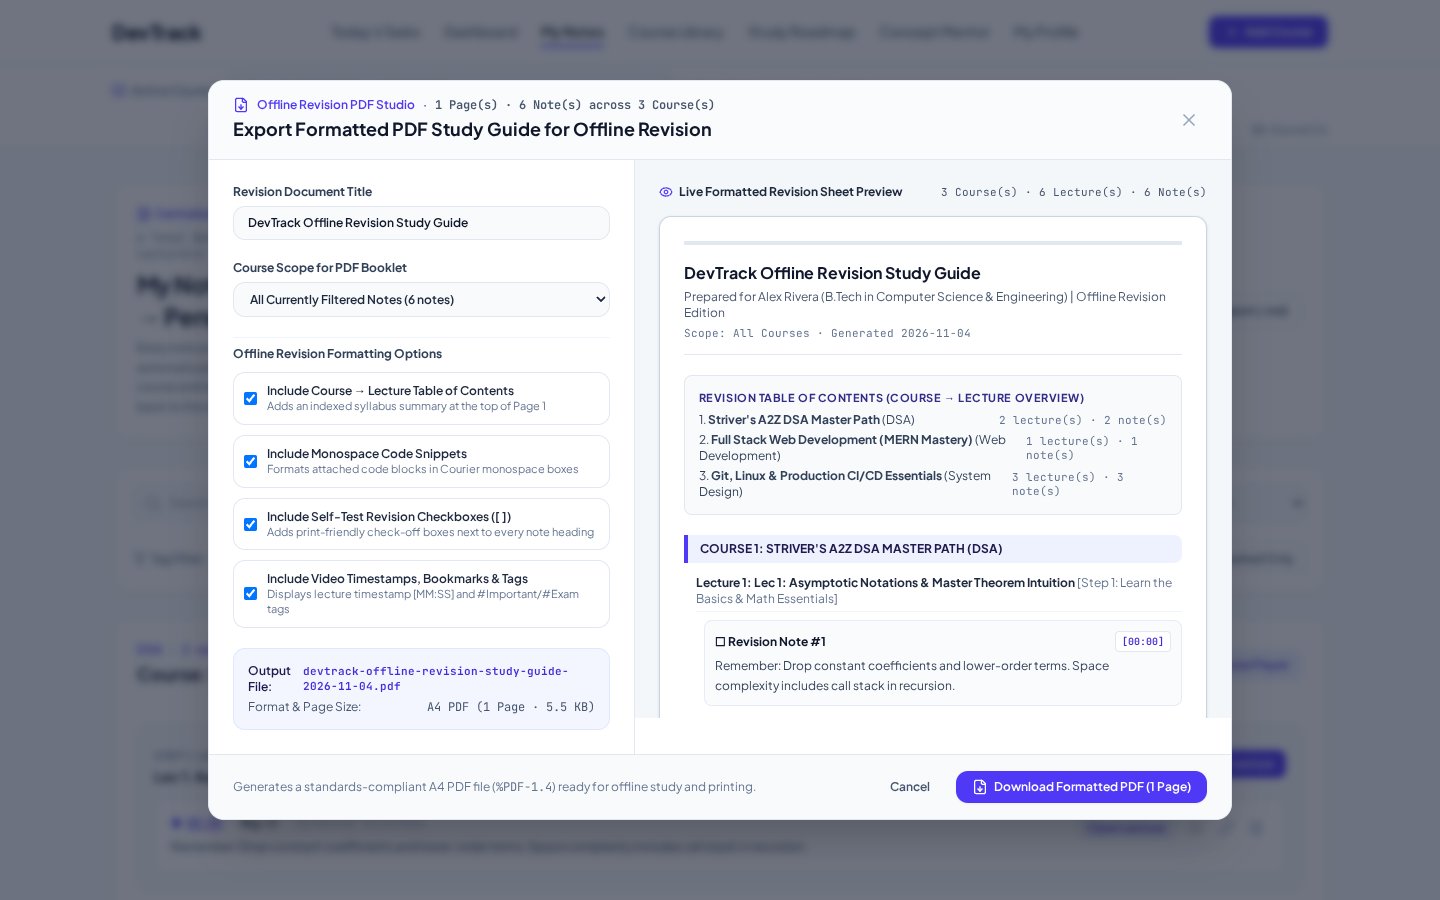 DevTrack
Today's Tasks Dashboard My Notes Course Library Study Roadmap Concept Mentor My Profile
Offline Revision PDF Studio · 1 Page(s) · 6 Note(s) across 3 Course(s)
Export Formatted PDF Study Guide for Offline Revision
Revision Document Title
DevTrack Offline Revision Study Guide
Course Scope for PDF Booklet
All Currently Filtered Notes (6 notes)
Offline Revision Formatting Options
Include Course → Lecture Table of Contents
Adds an indexed syllabus summary at the top of Page 1
Include Monospace Code Snippets
Formats attached code blocks in Courier monospace boxes
Include Self-Test Revision Checkboxes ([ ])
Adds print-friendly check-off boxes next to every note heading
Include Video Timestamps, Bookmarks & Tags
Displays lecture timestamp [MM:SS] and #Important/#Exam
tags
Output File: devtrack-offline-revision-study-guide-
2026-11-04.pdf
Format & Page Size: A4 PDF (1 Page · 5.5 KB)
Live Formatted Revision Sheet Preview 3 Course(s) · 6 Lecture(s) · 6 Note(s)
DevTrack Offline Revision Study Guide
Prepared for Alex Rivera (B.Tech in Computer Science & Engineering) | Offline Revision
Edition
Scope: All Courses · Generated 2026-11-04
REVISION TABLE OF CONTENTS (COURSE → LECTURE OVERVIEW)
1. Striver's A2Z DSA Master Path (DSA) 2 lecture(s) · 2 note(s)
2. Full Stack Web Development (MERN Mastery) (Web
Development) 1 lecture(s) · 1
note(s)
3. Git, Linux & Production CI/CD Essentials (System
Design) 3 lecture(s) · 3
note(s)
COURSE 1: STRIVER'S A2Z DSA MASTER PATH (DSA)
Lecture 1: Lec 1: Asymptotic Notations & Master Theorem Intuition [Step 1: Learn the
Basics & Math Essentials]
☐ Revision Note #1 [00:00]
Remember: Drop constant coefficients and lower-order terms. Space
complexity includes call stack in recursion.
Generates a standards-compliant A4 PDF file (%PDF-1.4) ready for offline study and printing.
Cancel
Download Formatted PDF (1 Page)